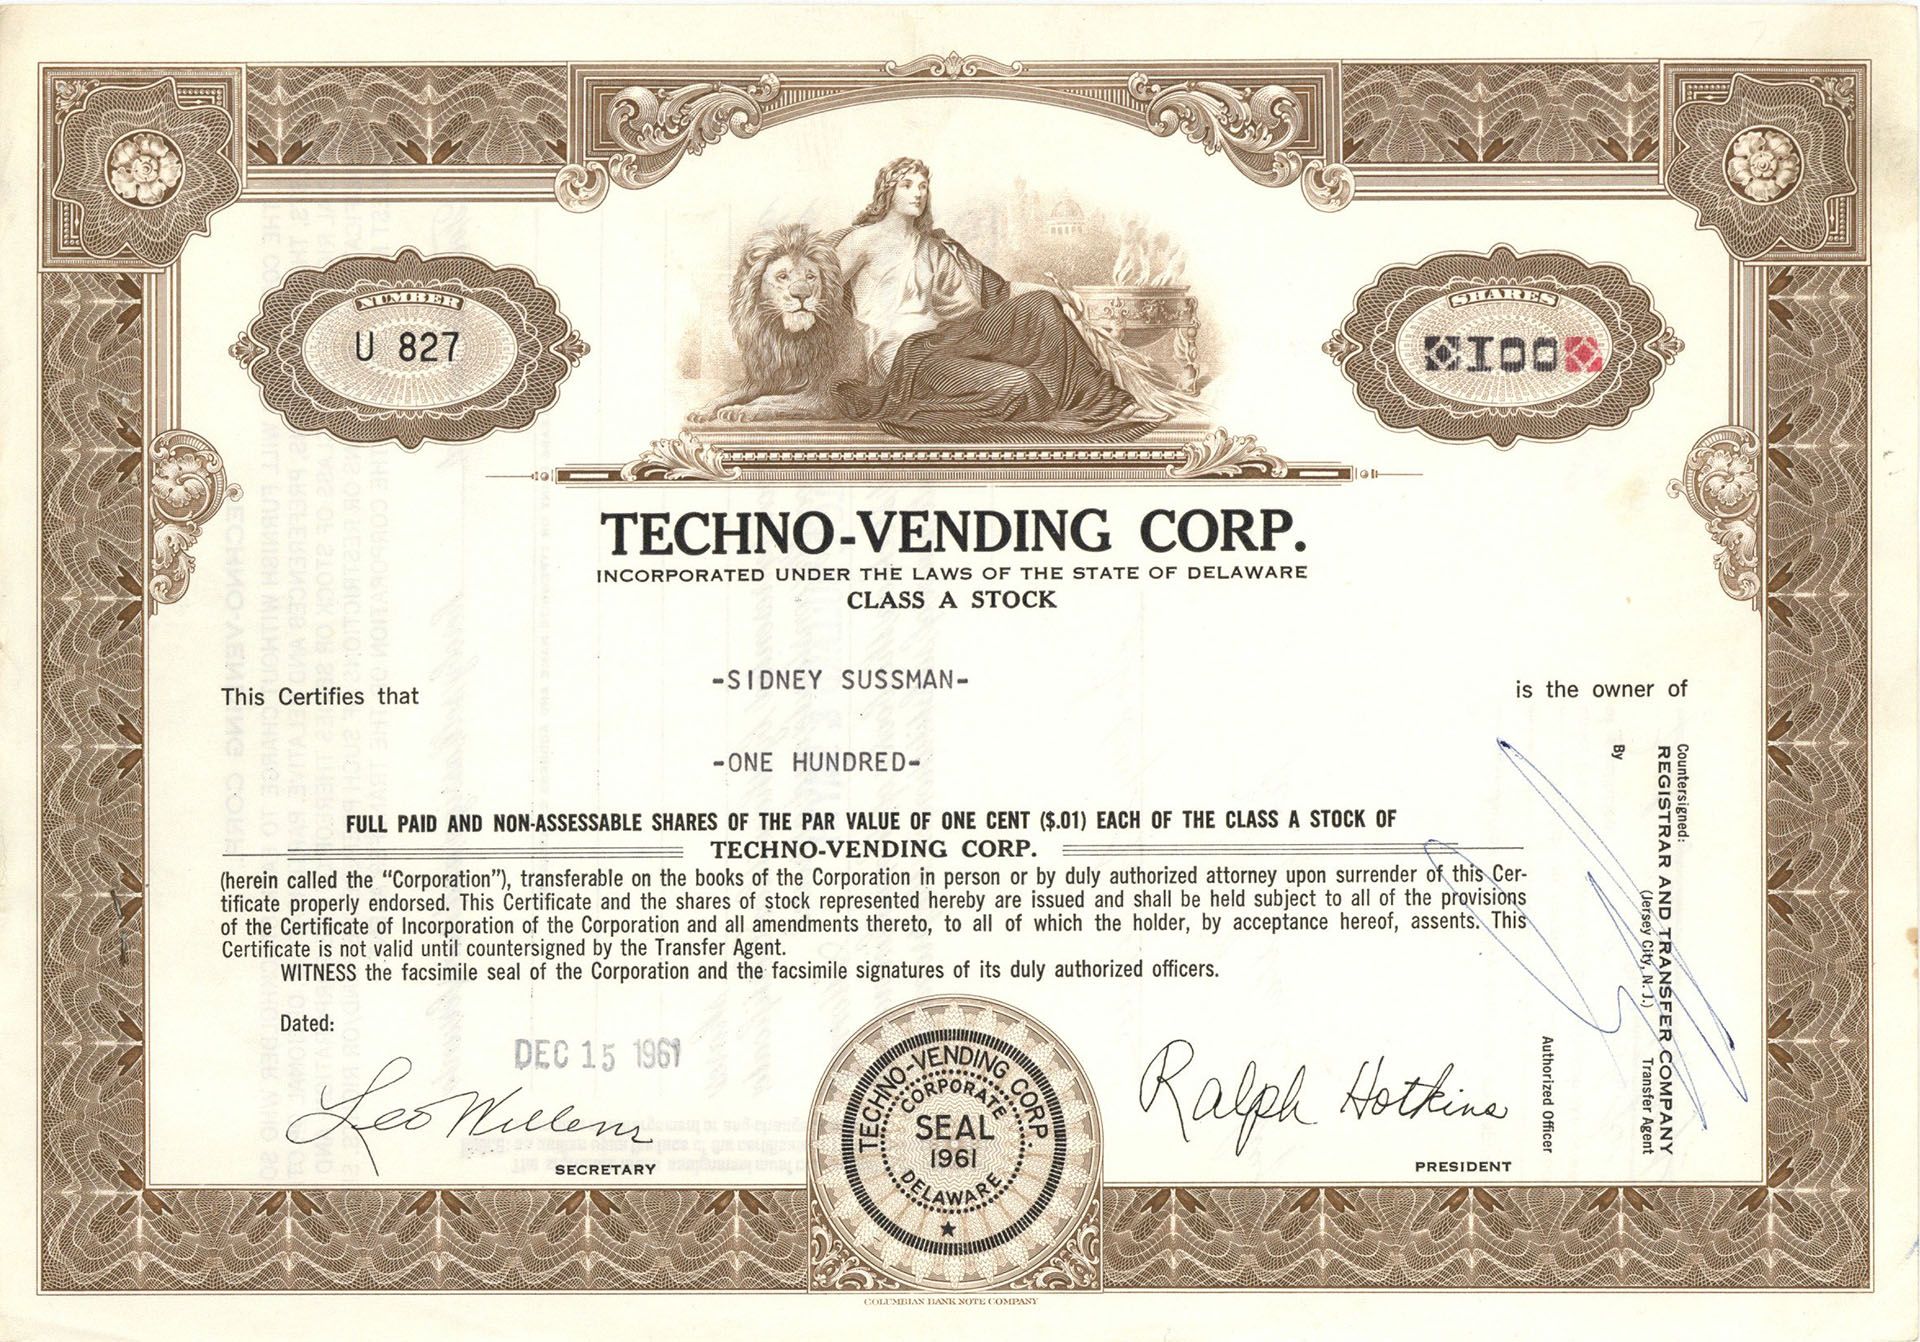 NUMBER
U 827
SHARES
100
TECHNO-VENDING CORP.
INCORPORATED UNDER THE LAWS OF THE STATE OF DELAWARE
CLASS A STOCK
This Certifies that
-SIDNEY SUSSMAN-
is the owner of
-ONE HUNDRED-
FULL PAID AND NON-ASSESSABLE SHARES OF THE PAR VALUE OF ONE CENT ($.01) EACH OF THE CLASS A STOCK OF
TECHNO-VENDING CORP.
(herein called the “Corporation”), transferable on the books of the Corporation in person or by duly authorized attorney upon surrender of this Cer-
tificate properly endorsed. This Certificate and the shares of stock represented hereby are issued and shall be held subject to all of the provisions
of the Certificate of Incorporation of the Corporation and all amendments thereto, to all of which the holder, by acceptance hereof, assents. This
Certificate is not valid until countersigned by the Transfer Agent.
WITNESS the facsimile seal of the Corporation and the facsimile signatures of its duly authorized officers.
Dated:
DEC 15 1961
Leo Willens
SECRETARY
TECHNO-VENDING CORP.
CORPORATE
SEAL
1961
DELAWARE
Ralph Hotkins
PRESIDENT
Countersigned:
REGISTRAR AND TRANSFER COMPANY
(Jersey City, N. J.)
Transfer Agent
By
Authorized Officer
COLUMBIAN BANK NOTE COMPANY